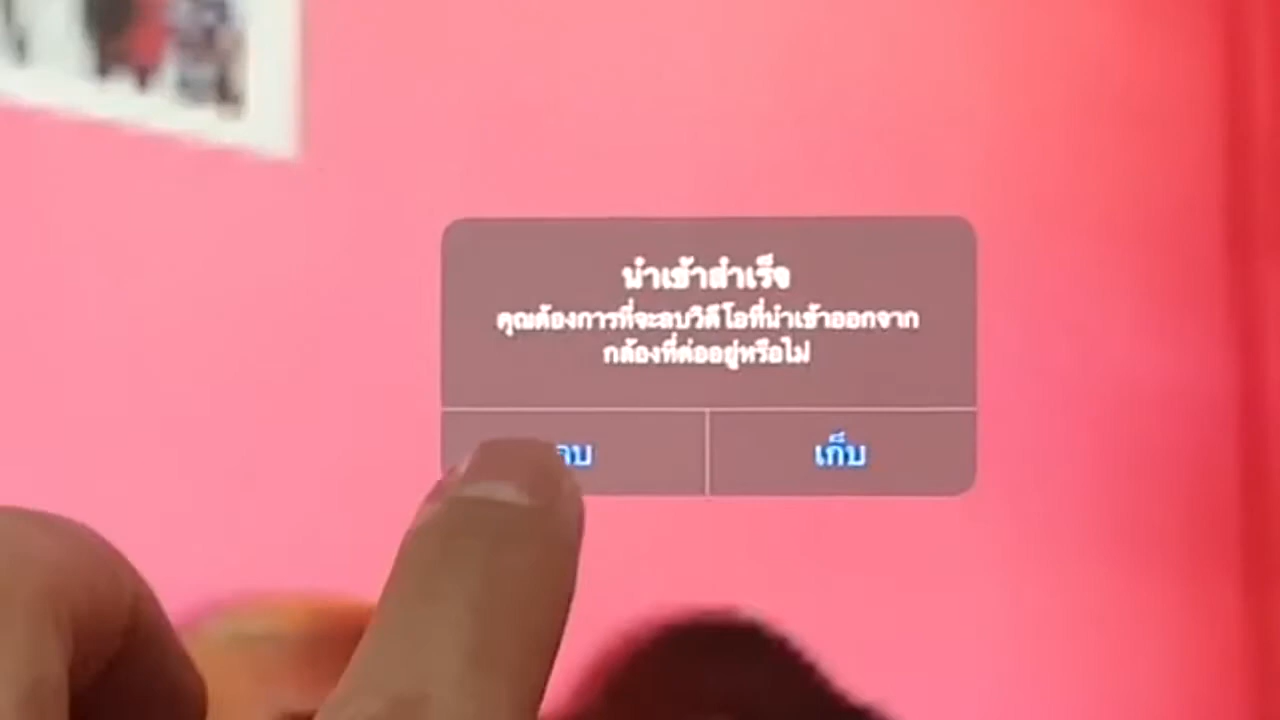 นำเข้าสำเร็จ
คุณต้องการที่จะลบวิดีโอที่นำเข้าออกจาก
กล้องที่ต่ออยู่หรือไม่
ลบ
เก็บ